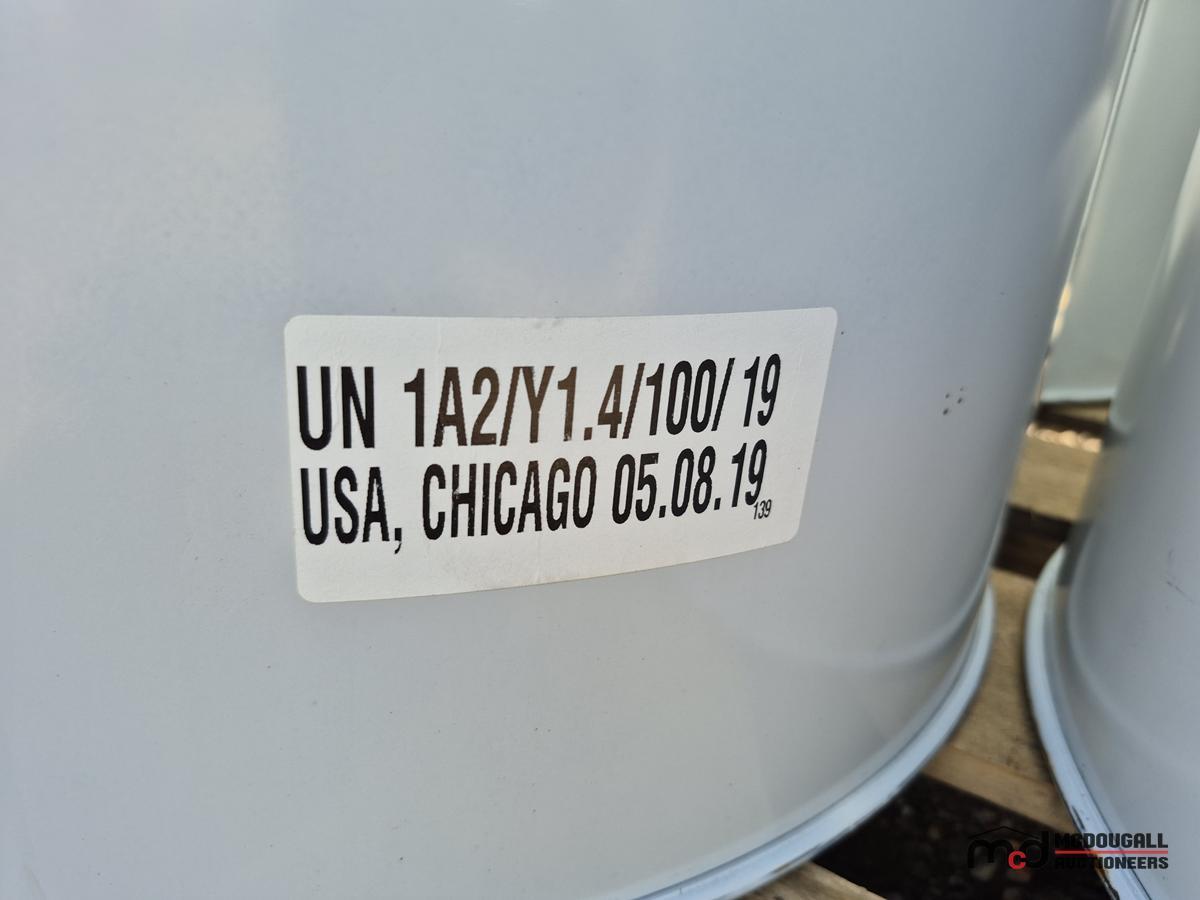 UN 1A2/Y1.4/100/ 19
USA, CHICAGO 05.08.19
139
mcd MCDOUGALL
AUCTIONEERS